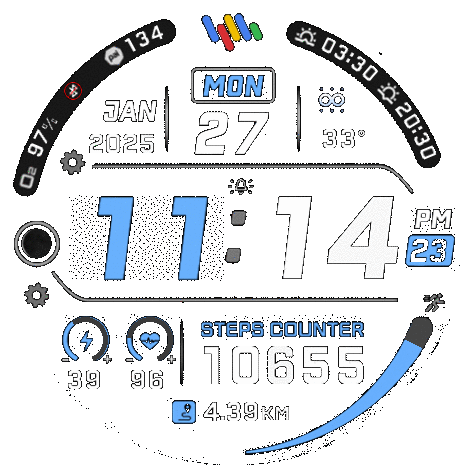 134
03:30
20:30
O₂ 97%
MON
JAN
2025
27
33°
11:14
PM
23
39
96
STEPS COUNTER
10655
4.39KM